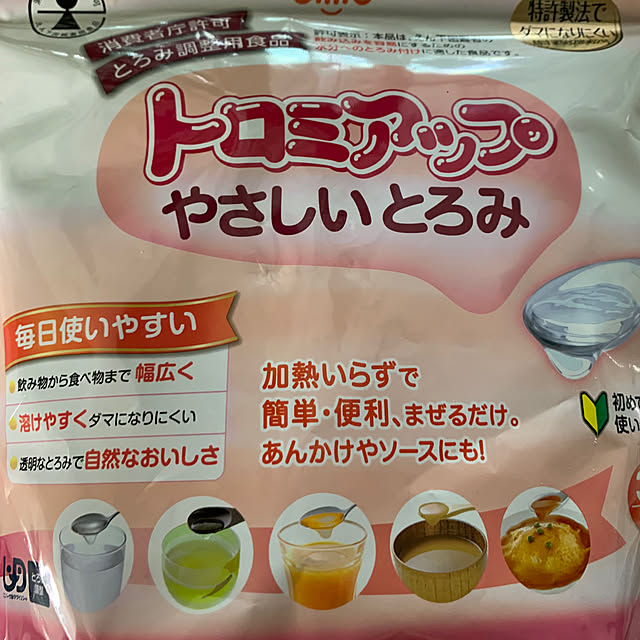 消費者庁許可
とろみ調整用食品
特許製法で
ダマになりにくい
トロミアップ
やさしいとろみ
毎日使いやすい
飲み物から食べ物まで 幅広く
溶けやすくダマになりにくい
透明なとろみで自然なおいしさ
加熱いらずで
簡単・便利、まぜるだけ。
あんかけやソースにも!
初めて
使い